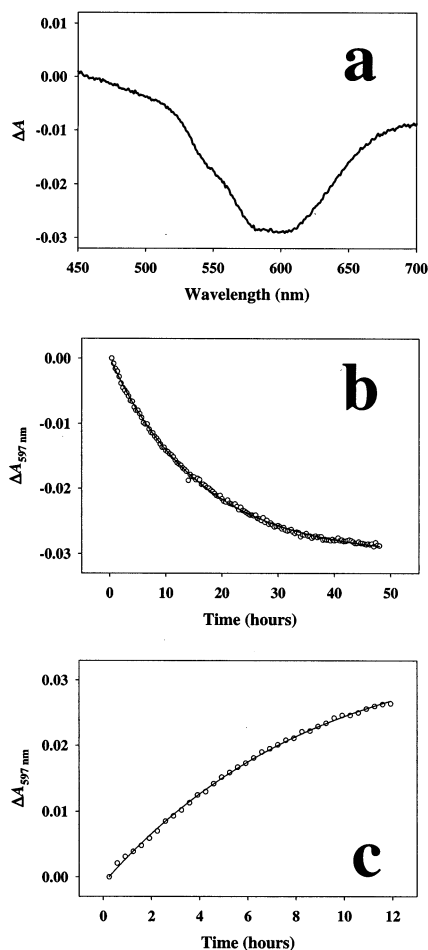 0.01
0.00
-0.01
-0.02
-0.03
ΔA
a
450 500 550 600 650 700
Wavelength (nm)
0.00
-0.01
-0.02
-0.03
ΔA597 nm
b
0 10 20 30 40 50
Time (hours)
0.03
0.02
0.01
0.00
ΔA597 nm
c
0 2 4 6 8 10 12
Time (hours)